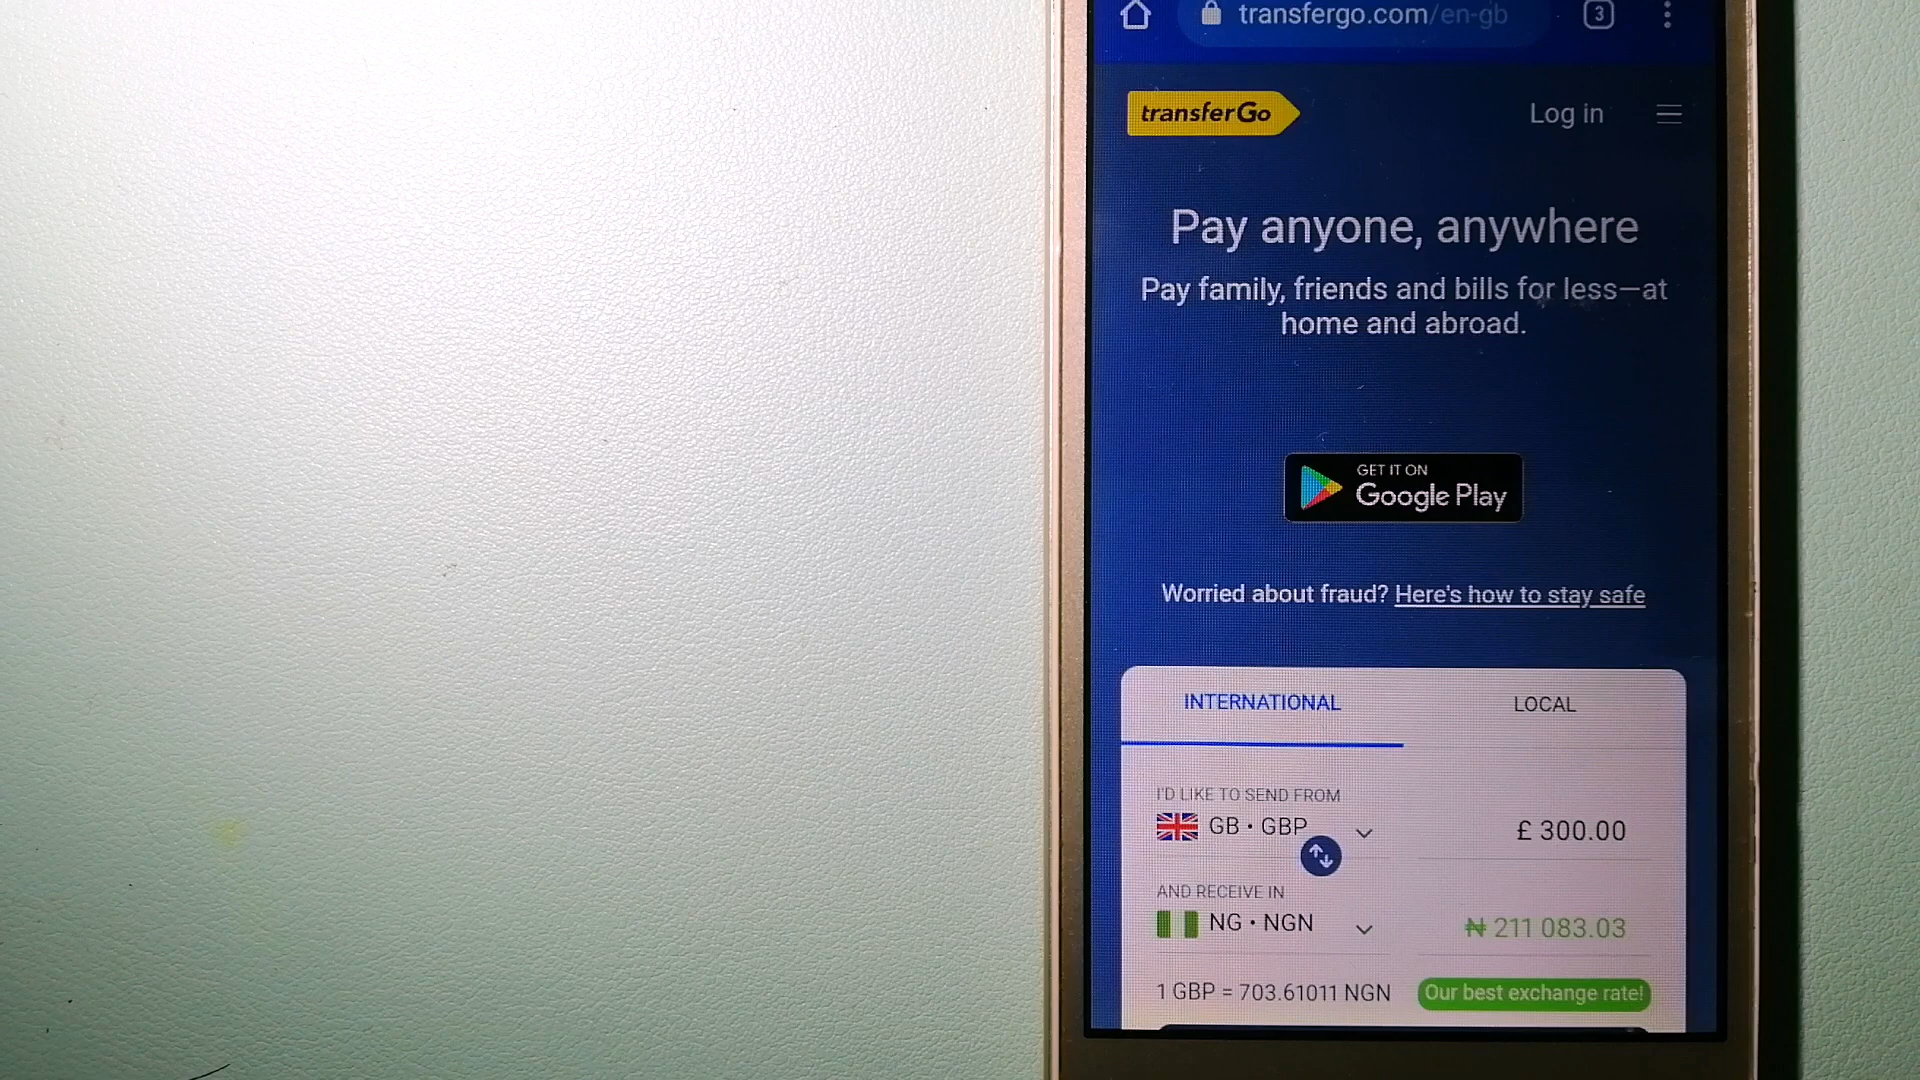 transfergo.com/en-gb
3
transferGo
Log in
Pay anyone, anywhere
Pay family, friends and bills for less—at
home and abroad.
GET IT ON
Google Play
Worried about fraud? Here's how to stay safe
INTERNATIONAL
LOCAL
I'D LIKE TO SEND FROM
GB • GBP
£ 300.00
AND RECEIVE IN
NG • NGN
₦ 211 083.03
1 GBP = 703.61011 NGN
Our best exchange rate!